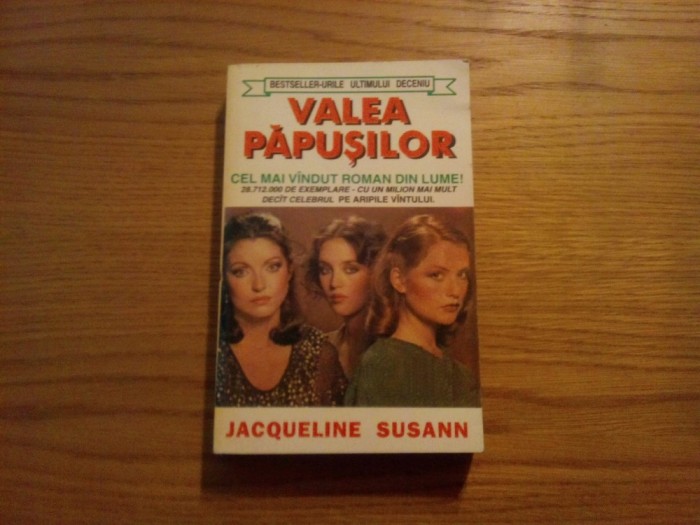 BESTSELLER-URILE ULTIMULUI DECENIU
VALEA
PĂPUȘILOR
CEL MAI VÎNDUT ROMAN DIN LUME!
28.712.000 DE EXEMPLARE - CU UN MILION MAI MULT
DECÎT CELEBRUL PE ARIPILE VÎNTULUI.
JACQUELINE SUSANN